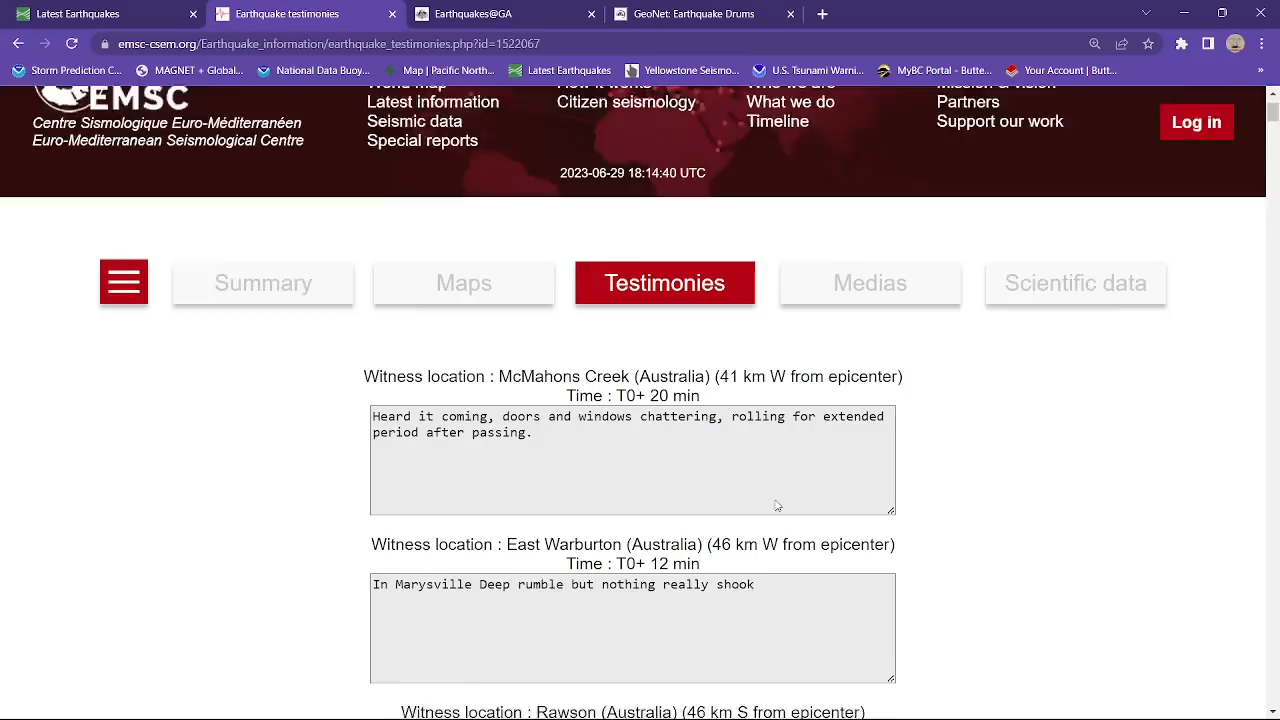 Latest Earthquakes
Earthquake testimonies
Earthquakes@GA
GeoNet: Earthquake Drums
emsc-csem.org/Earthquake_information/earthquake_testimonies.php?id=1522067
Storm Prediction C...
MAGNET + Global...
National Data Buoy...
Map | Pacific North...
Latest Earthquakes
Yellowstone Seismo...
U.S. Tsunami Warni...
MyBC Portal - Butte...
Your Account | Butt...
»
EMSC
Centre Sismologique Euro-Méditerranéen
Euro-Mediterranean Seismological Centre
Latest information
Seismic data
Special reports
Citizen seismology
What we do
Timeline
Partners
Support our work
Log in
2023-06-29 18:14:40 UTC
Summary
Maps
Testimonies
Medias
Scientific data
Witness location : McMahons Creek (Australia) (41 km W from epicenter)
Time : T0+ 20 min
Heard it coming, doors and windows chattering, rolling for extended
period after passing.
Witness location : East Warburton (Australia) (46 km W from epicenter)
Time : T0+ 12 min
In Marysville Deep rumble but nothing really shook
Witness location : Rawson (Australia) (46 km S from epicenter)